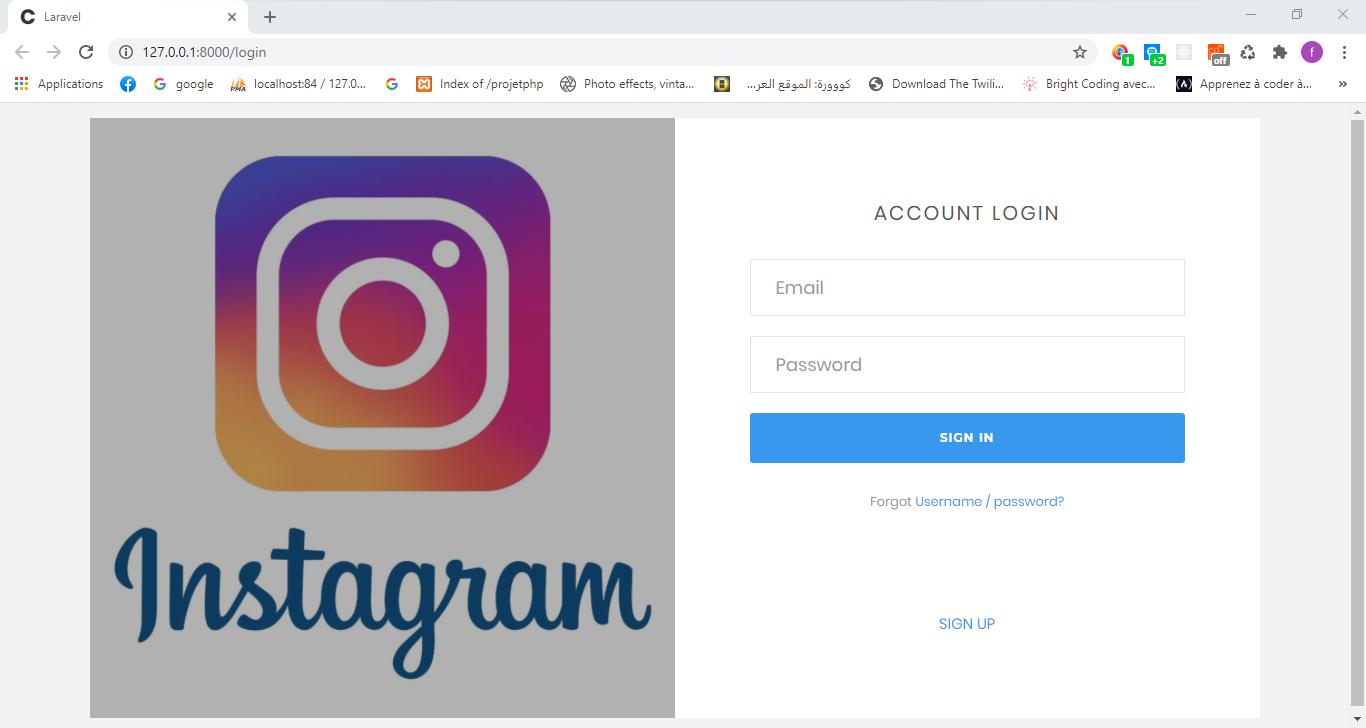 Laravel
127.0.0.1:8000/login
1
+2
off
f
Applications
google
localhost:84 / 127.0...
Index of /projetphp
Photo effects, vinta...
كووورة: الموقع العر...
Download The Twili...
Bright Coding avec...
Apprenez à coder à...
»
ACCOUNT LOGIN
Email
Password
SIGN IN
Forgot Username / password?
SIGN UP
Instagram